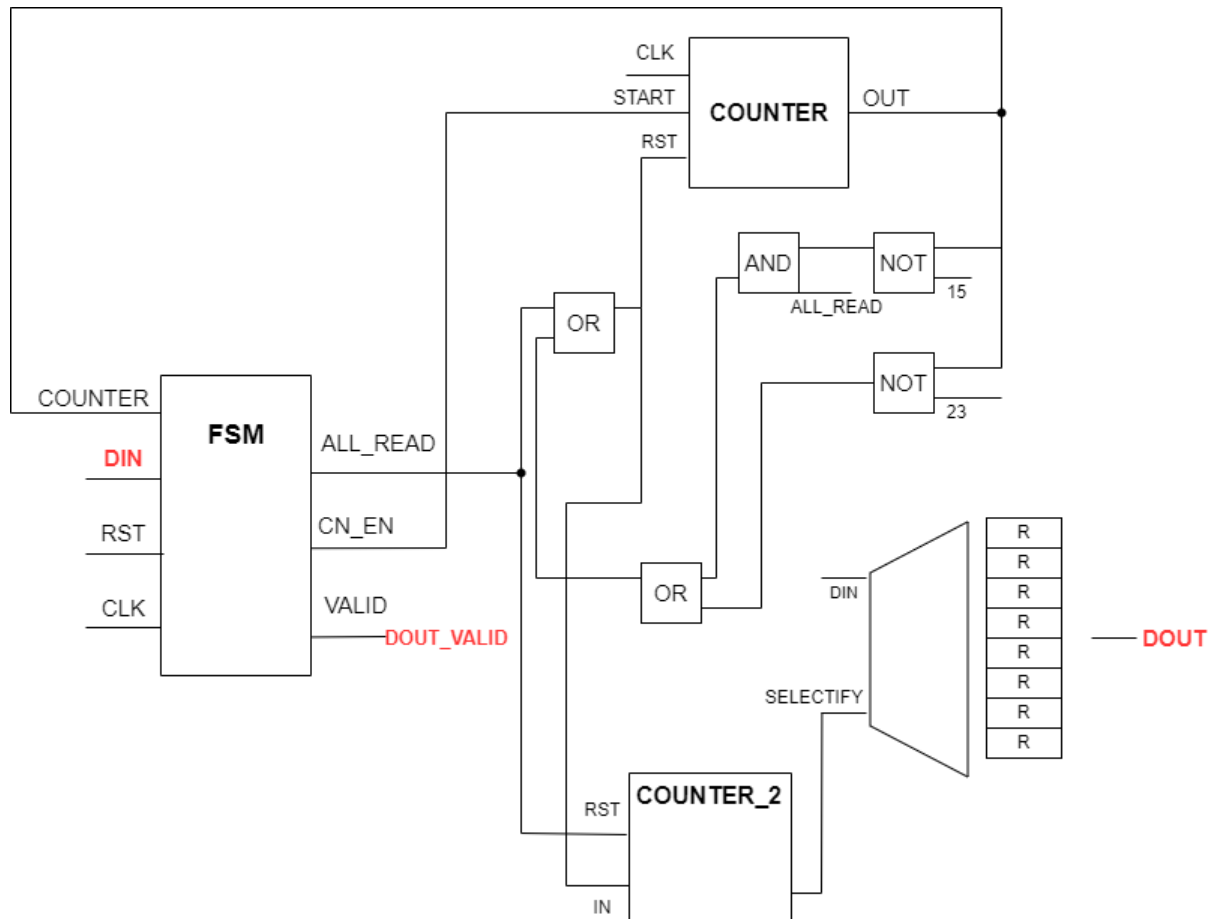 CLK
START
COUNTER
OUT
RST
AND
NOT
15
ALL_READ
OR
NOT
23
COUNTER
FSM
DIN
ALL_READ
RST
CN_EN
CLK
VALID
DOUT_VALID
OR
DIN
SELECTIFY
R
R
R
R
R
R
R
R
DOUT
COUNTER_2
RST
IN